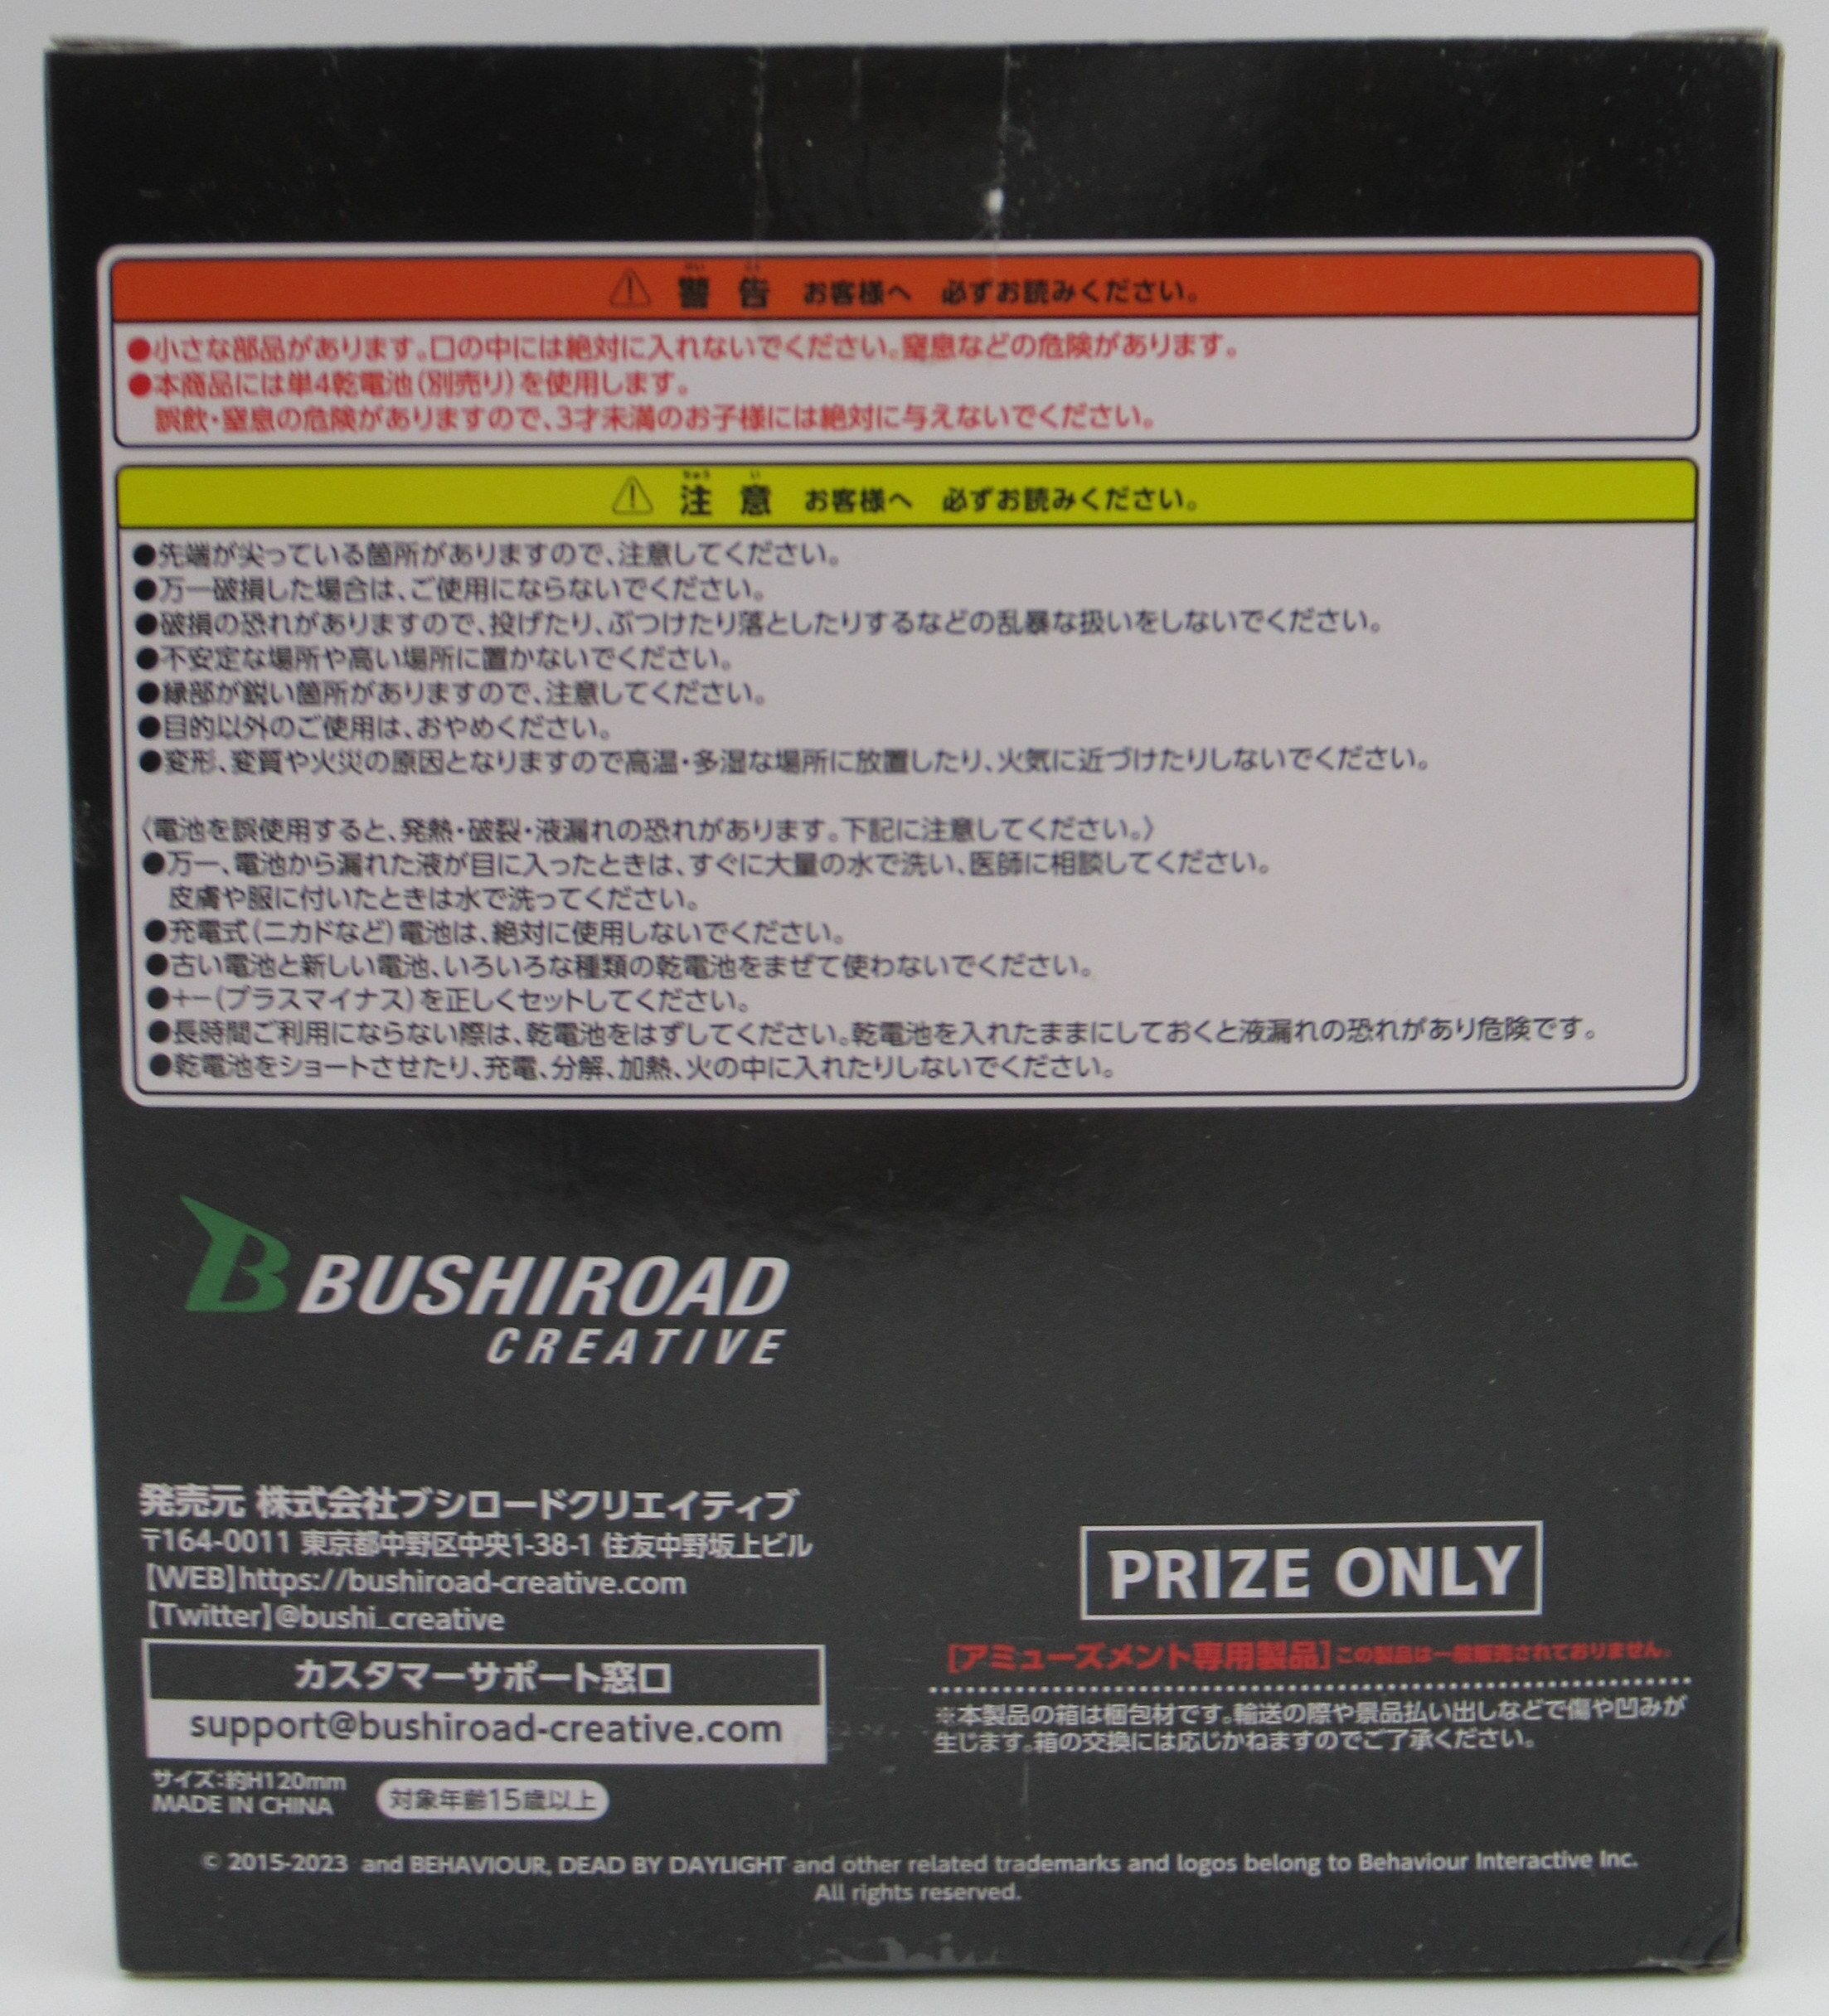 ⚠ 警告 お客様へ 必ずお読みください。
●小さな部品があります。口の中には絶対に入れないでください。窒息などの危険があります。
●本商品には単4乾電池(別売り)を使用します。
誤飲・窒息の危険がありますので、3才未満のお子様には絶対に与えないでください。
⚠ 注意 お客様へ 必ずお読みください。
●先端が尖っている箇所がありますので、注意してください。
●万一破損した場合は、ご使用にならないでください。
●破損の恐れがありますので、投げたり、ぶつけたり落としたりするなどの乱暴な扱いをしないでください。
●不安定な場所や高い場所に置かないでください。
●縁部が鋭い箇所がありますので、注意してください。
●目的以外のご使用は、おやめください。
●変形、変質や火災の原因となりますので高温・多湿な場所に放置したり、火気に近づけたりしないでください。
〈電池を誤使用すると、発熱・破裂・液漏れの恐れがあります。下記に注意してください。〉
●万一、電池から漏れた液が目に入ったときは、すぐに大量の水で洗い、医師に相談してください。
皮膚や服に付いたときは水で洗ってください。
●充電式(ニカドなど)電池は、絶対に使用しないでください。
●古い電池と新しい電池、いろいろな種類の乾電池をまぜて使わないでください。
●+−(プラスマイナス)を正しくセットしてください。
●長時間ご利用にならない際は、乾電池をはずしてください。乾電池を入れたままにしておくと液漏れの恐れがあり危険です。
●乾電池をショートさせたり、充電、分解、加熱、火の中に入れたりしないでください。
B BUSHIROAD
CREATIVE
発売元 株式会社ブシロードクリエイティブ
〒164-0011 東京都中野区中央1-38-1 住友中野坂上ビル
【WEB】https://bushiroad-creative.com
【Twitter】@bushi_creative
カスタマーサポート窓口
support@bushiroad-creative.com
サイズ:約H120mm
MADE IN CHINA
対象年齢15歳以上
PRIZE ONLY
[アミューズメント専用製品]この製品は一般販売されておりません。
※本製品の箱は梱包材です。輸送の際や景品払い出しなどで傷や凹みが
生じます。箱の交換には応じかねますのでご了承ください。
© 2015-2023 and BEHAVIOUR, DEAD BY DAYLIGHT and other related trademarks and logos belong to Behaviour Interactive Inc.
All rights reserved.